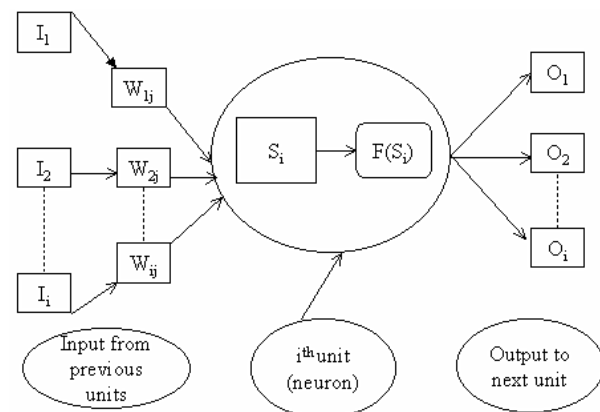 I1
W1j
O1
I2
W2j
Si
F(Si)
O2
Wij
Oi
Ii
Input from
previous
units
ith unit
(neuron)
Output to
next unit